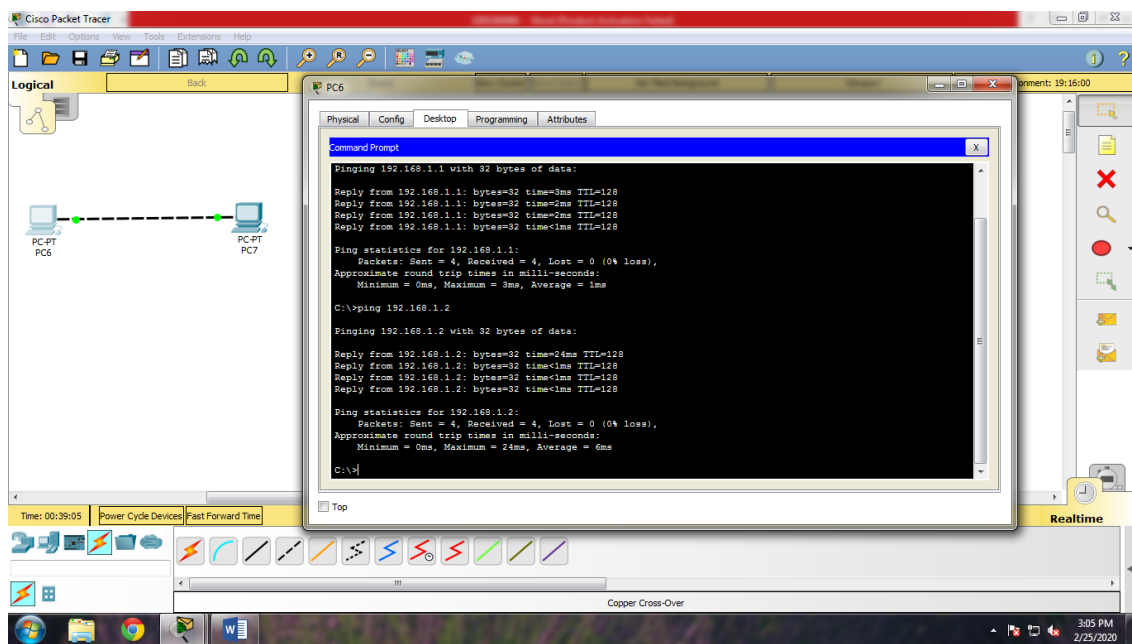 Cisco Packet Tracer
File Edit Options View Tools Extensions Help
Logical
Back
onment: 19:16:00
PC6
Physical Config Desktop Programming Attributes
Command Prompt
X
Pinging 192.168.1.1 with 32 bytes of data:
Reply from 192.168.1.1: bytes=32 time=3ms TTL=128
Reply from 192.168.1.1: bytes=32 time=2ms TTL=128
Reply from 192.168.1.1: bytes=32 time=2ms TTL=128
Reply from 192.168.1.1: bytes=32 time<1ms TTL=128
Ping statistics for 192.168.1.1:
Packets: Sent = 4, Received = 4, Lost = 0 (0% loss),
Approximate round trip times in milli-seconds:
Minimum = 0ms, Maximum = 3ms, Average = 1ms
C:\>ping 192.168.1.2
Pinging 192.168.1.2 with 32 bytes of data:
Reply from 192.168.1.2: bytes=32 time=24ms TTL=128
Reply from 192.168.1.2: bytes=32 time<1ms TTL=128
Reply from 192.168.1.2: bytes=32 time<1ms TTL=128
Reply from 192.168.1.2: bytes=32 time<1ms TTL=128
Ping statistics for 192.168.1.2:
Packets: Sent = 4, Received = 4, Lost = 0 (0% loss),
Approximate round trip times in milli-seconds:
Minimum = 0ms, Maximum = 24ms, Average = 6ms
C:\>
Top
PC-PT
PC6
PC-PT
PC7
Time: 00:39:05
Power Cycle Devices Fast Forward Time
Realtime
Copper Cross-Over
3:05 PM
2/25/2020